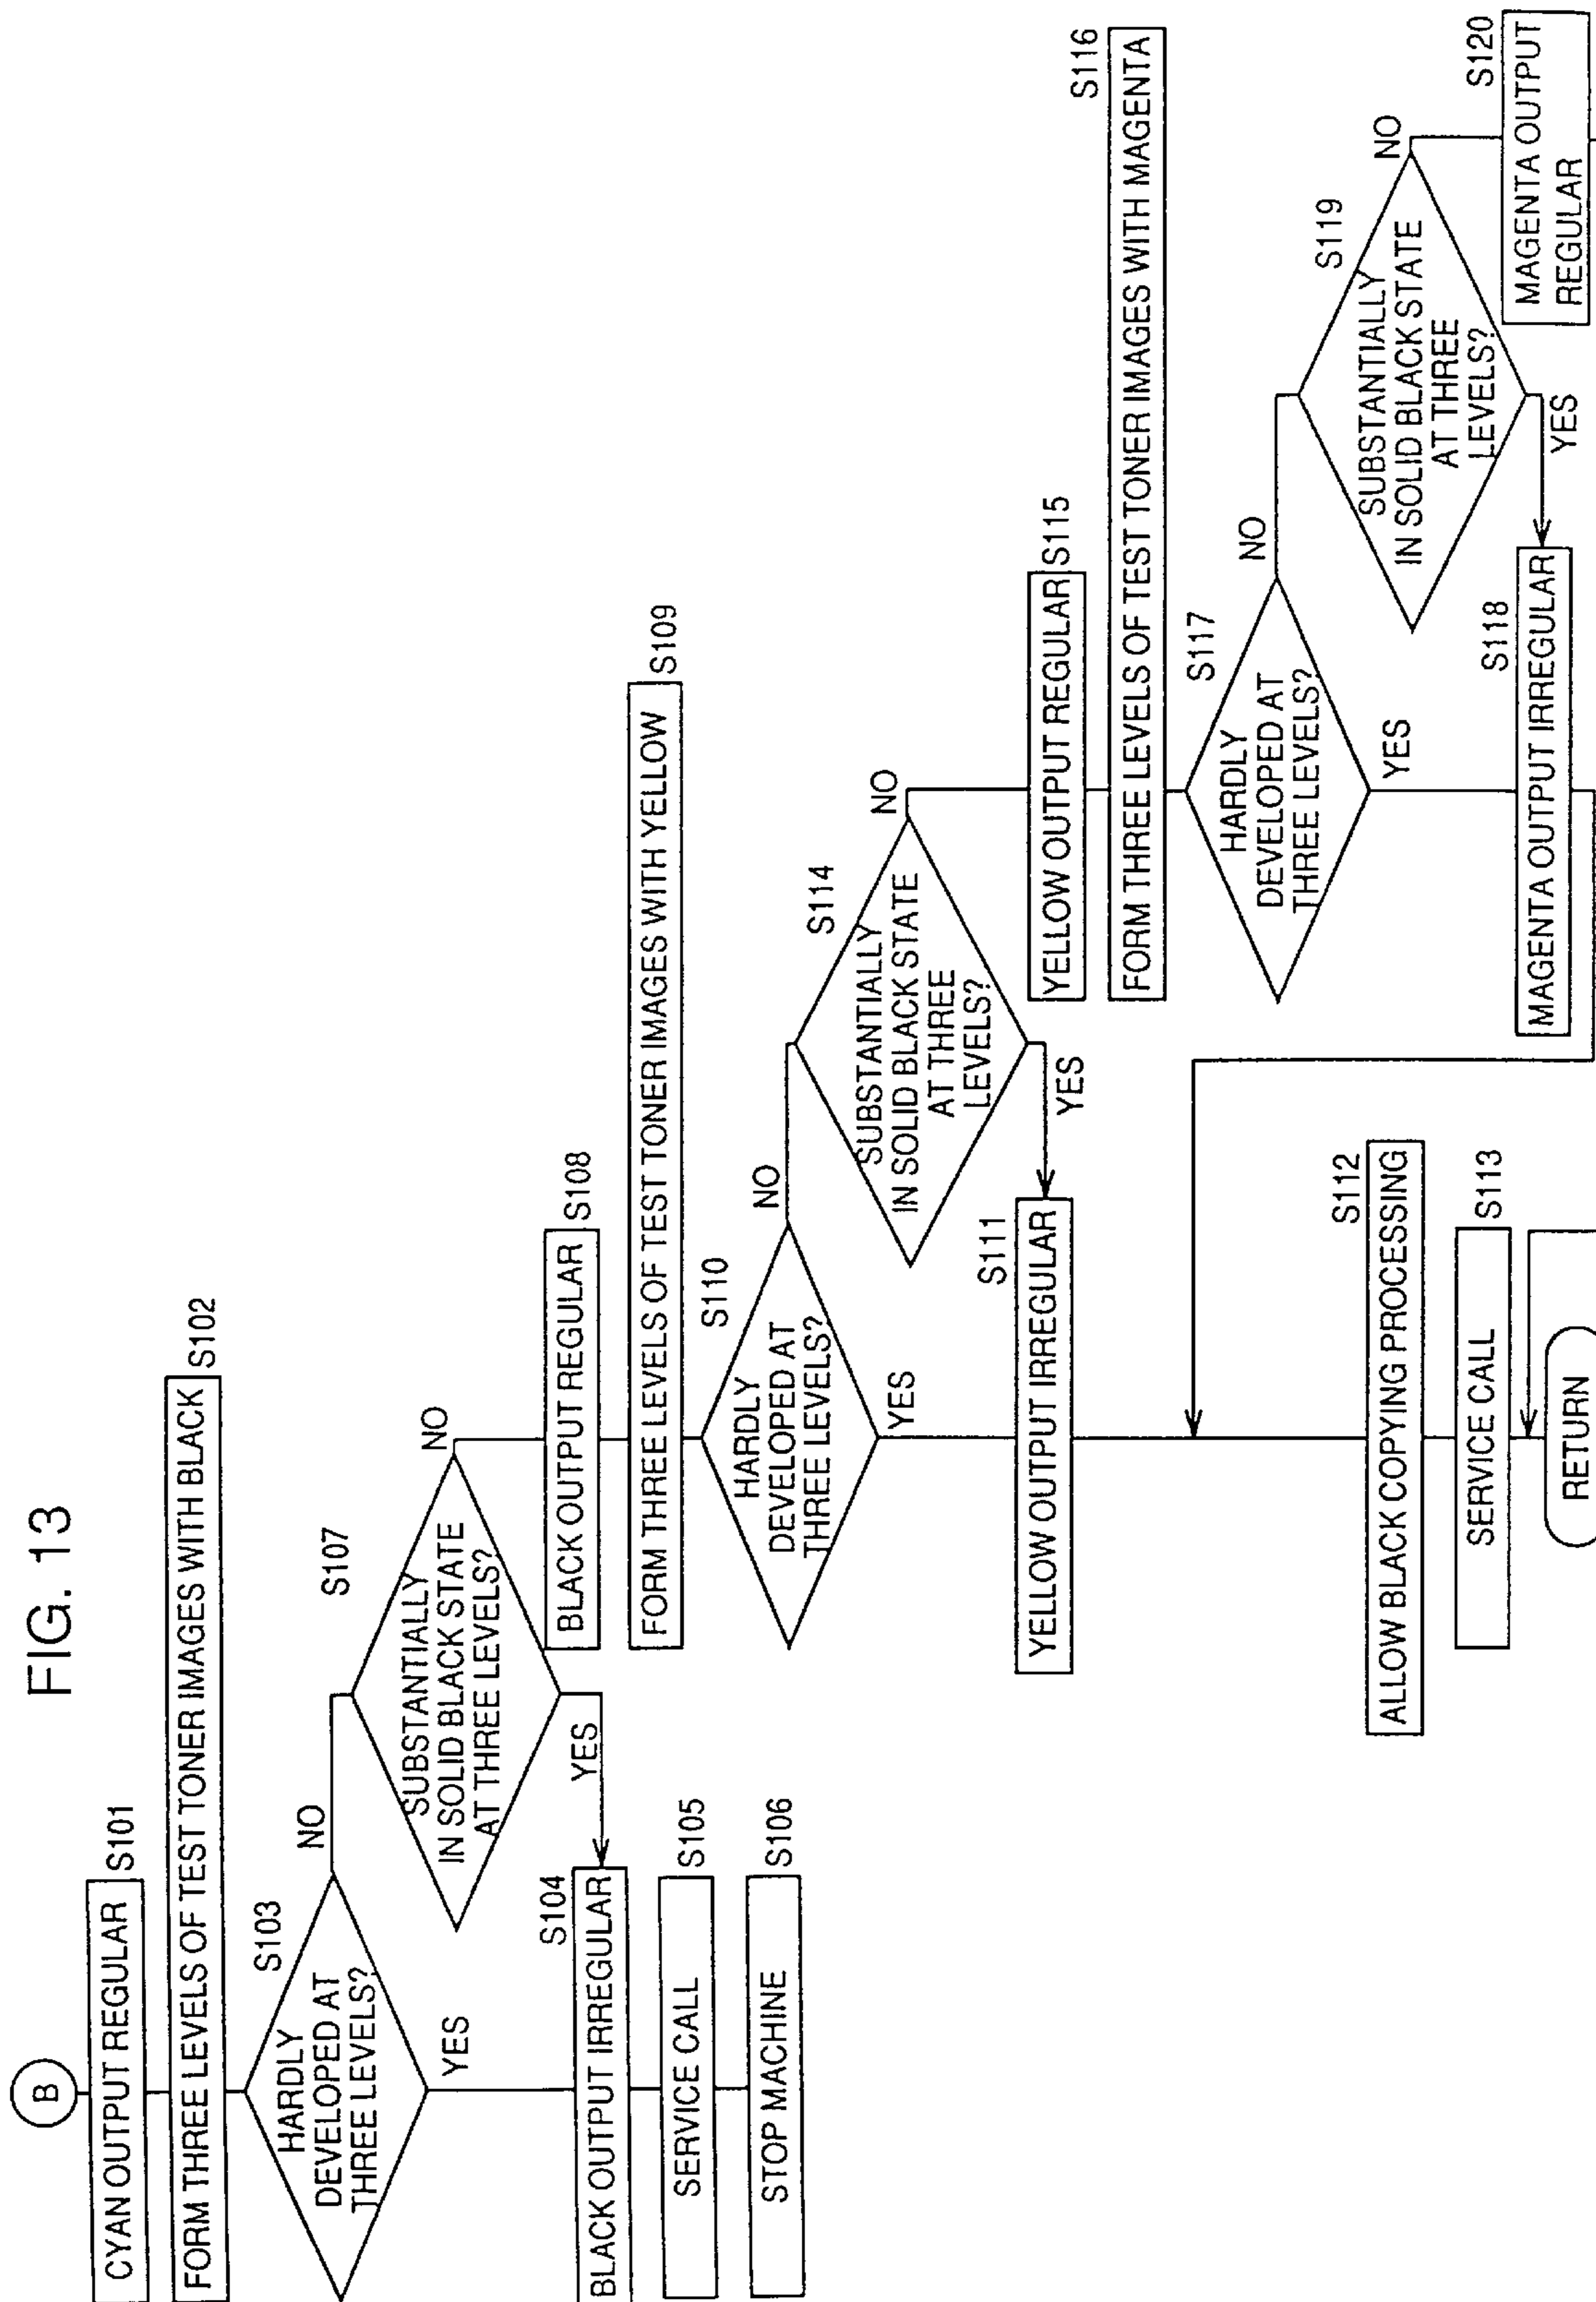 FIG. 13
B
CYAN OUTPUT REGULAR
S101
FORM THREE LEVELS OF TEST TONER IMAGES WITH BLACK
S102
S103
HARDLY
DEVELOPED AT
THREE LEVELS?
NO
YES
S107
SUBSTANTIALLY
IN SOLID BLACK STATE
AT THREE LEVELS?
NO
YES
S104
BLACK OUTPUT IRREGULAR
SERVICE CALL
S105
STOP MACHINE
S106
BLACK OUTPUT REGULAR
S108
FORM THREE LEVELS OF TEST TONER IMAGES WITH YELLOW
S109
S110
HARDLY
DEVELOPED AT
THREE LEVELS?
NO
YES
S114
SUBSTANTIALLY
IN SOLID BLACK STATE
AT THREE
LEVELS?
NO
YES
S111
YELLOW OUTPUT IRREGULAR
S112
ALLOW BLACK COPYING PROCESSING
SERVICE CALL
S113
RETURN
YELLOW OUTPUT REGULAR
S115
S116
FORM THREE LEVELS OF TEST TONER IMAGES WITH MAGENTA
S117
HARDLY
DEVELOPED AT
THREE LEVELS?
NO
YES
S119
SUBSTANTIALLY
IN SOLID BLACK STATE
AT THREE
LEVELS?
NO
YES
S118
MAGENTA OUTPUT IRREGULAR
S120
MAGENTA OUTPUT
REGULAR